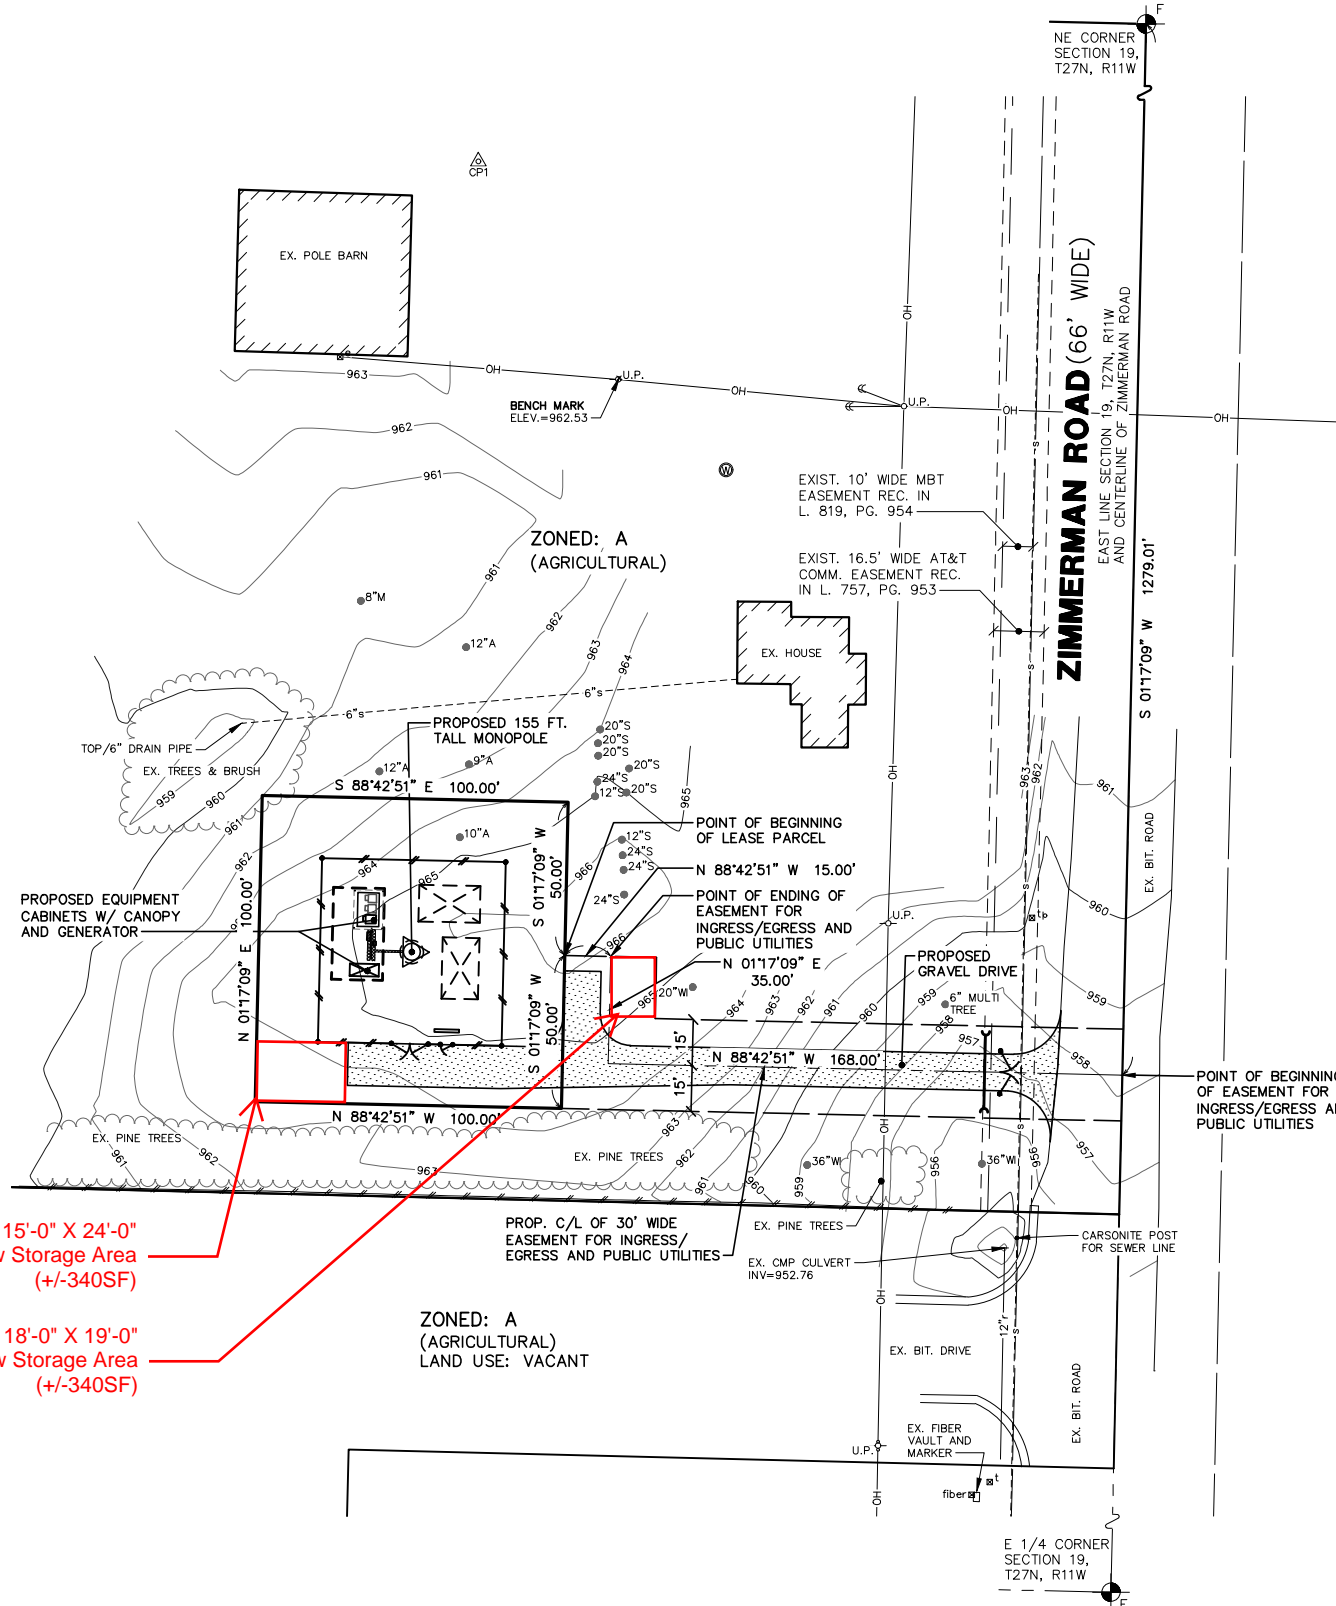 F
NE CORNER
SECTION 19,
T27N, R11W
CP1
EX. POLE BARN
OH
ZIMMERMAN ROAD (66' WIDE)
EAST LINE SECTION 19, T27N, R11W
AND CENTERLINE OF ZIMMERMAN ROAD
963
OH
U.P.
OH
U.P.
OH
OH
BENCH MARK
ELEV.=962.53
962
961
W
s
EXIST. 10' WIDE MBT
EASEMENT REC. IN
L. 819, PG. 954
ZONED: A
(AGRICULTURAL)
EXIST. 16.5' WIDE AT&T
COMM. EASEMENT REC.
IN L. 757, PG. 953
S 01°17'09" W 1279.01'
961
8"M
962
963
964
12"A
EX. HOUSE
s
6"s
6"s
PROPOSED 155 FT.
TALL MONOPOLE
20"S
20"S
20"S
20"S
24"S
20"S
12"S
TOP/6" DRAIN PIPE
EX. TREES & BRUSH
959
960
961
962
12"A
9"A
S 88°42'51" E 100.00'
OH
963
962
961
965
10"A
POINT OF BEGINNING
OF LEASE PARCEL
12"S
24"S
24"S
24"S
N 88°42'51" W 15.00'
EX. BIT. ROAD
964
965
966
S 01°17'09" W
50.00'
PROPOSED EQUIPMENT
CABINETS W/ CANOPY
AND GENERATOR
N 01°17'09" E 100.00'
POINT OF ENDING OF
EASEMENT FOR
INGRESS/EGRESS AND
PUBLIC UTILITIES
U.P.
tp
960
966
N 01°17'09" E
35.00'
PROPOSED
GRAVEL DRIVE
20"WI
965
964
963
962
961
960
959
958
957
6" MULTI
TREE
959
958
S 01°17'09" W
50.00'
15'
15'
N 88°42'51" W 168.00'
POINT OF BEGINNING
OF EASEMENT FOR
PUBLIC UTILITIES
N 88°42'51" W 100.00'
EX. PINE TREES
961
962
963
EX. PINE TREES
963
962
961
960
959
36"WI
956
36"WI
956
957
s
OH
15'-0" X 24'-0"
Storage Area
(+/-340SF)
PROP. C/L OF 30' WIDE
EASEMENT FOR INGRESS/
EGRESS AND PUBLIC UTILITIES
EX. PINE TREES
EX. CMP CULVERT
INV=952.76
CARSONITE POST
FOR SEWER LINE
18'-0" X 19'-0"
Storage Area
(+/-340SF)
ZONED: A
(AGRICULTURAL)
LAND USE: VACANT
OH
12"r
s
EX. BIT. DRIVE
EX. BIT. ROAD
EX. FIBER
VAULT AND
MARKER
U.P.
t
fiber
OH
E 1/4 CORNER
SECTION 19,
T27N, R11W